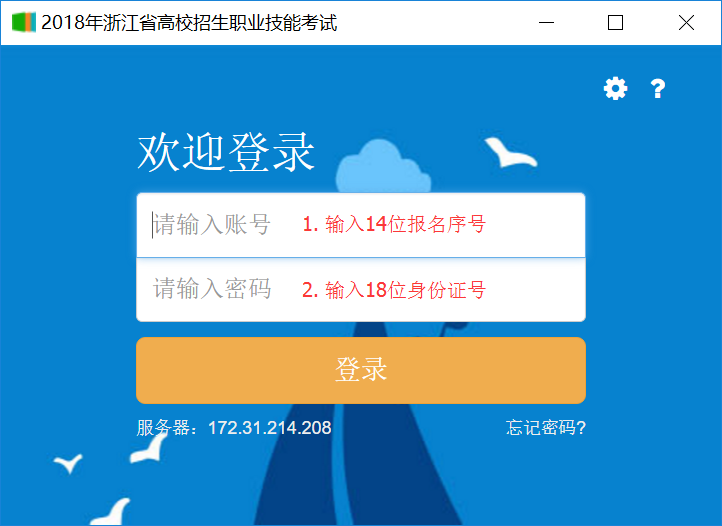 2018年浙江省高校招生职业技能考试
?
欢迎登录
请输入账号 1. 输入14位报名序号
请输入密码 2. 输入18位身份证号
登录
服务器：172.31.214.208 忘记密码?